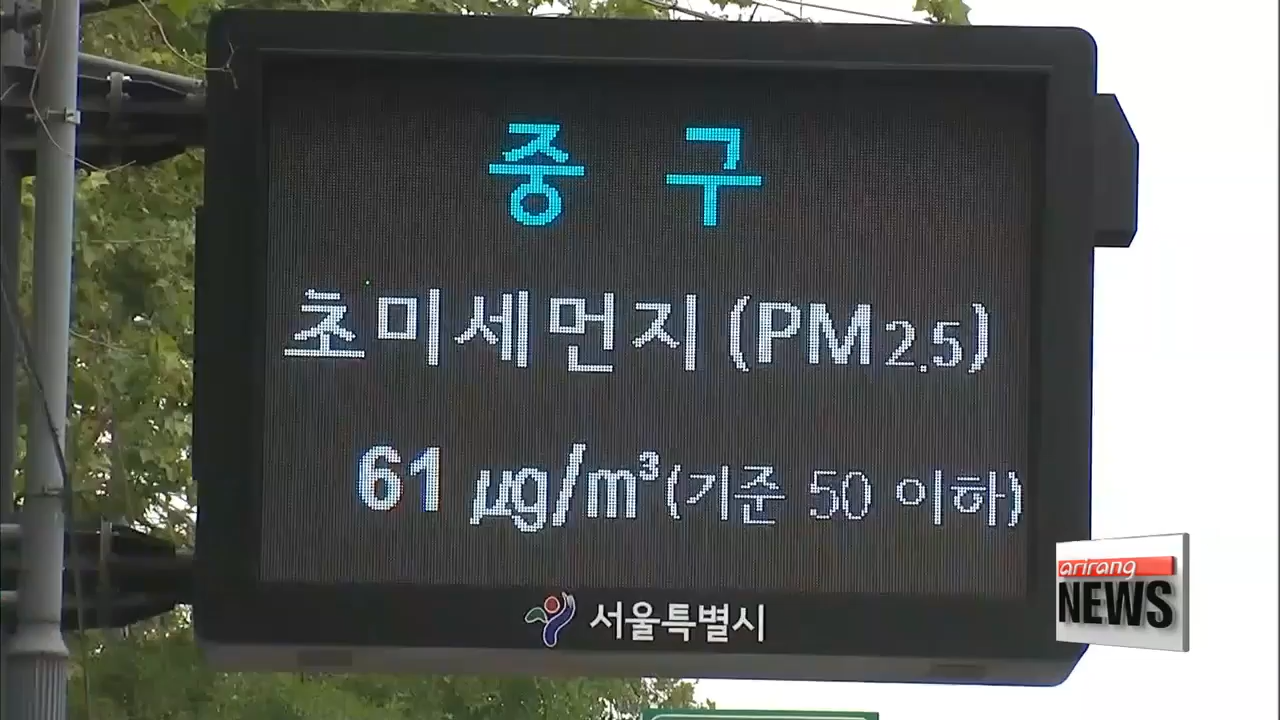 중 구
초미세먼지 (PM2.5)
61 ㎍/m³ (기준 50 이하)
서울특별시
arirang
NEWS